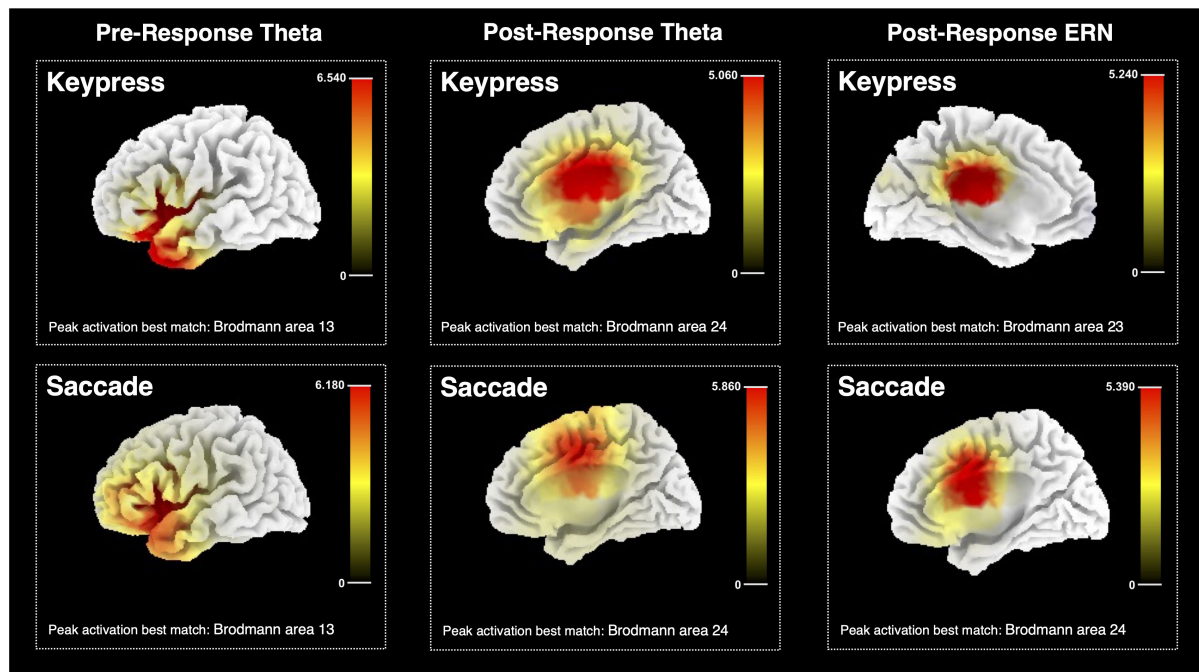 Pre-Response Theta
Post-Response Theta
Post-Response ERN
Keypress
6.540
0
Peak activation best match: Brodmann area 13
Keypress
5.060
0
Peak activation best match: Brodmann area 24
Keypress
5.240
0
Peak activation best match: Brodmann area 23
Saccade
6.180
0
Peak activation best match: Brodmann area 13
Saccade
5.860
0
Peak activation best match: Brodmann area 24
Saccade
5.390
0
Peak activation best match: Brodmann area 24